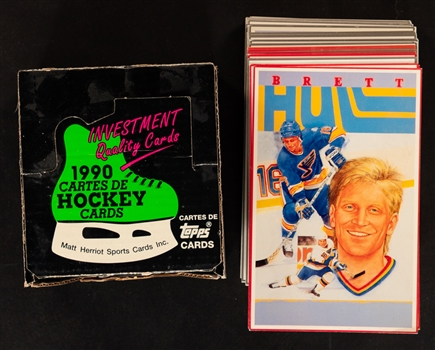 INVESTMENT
Quality Cards
1990
CARTES DE
HOCKEY
CARDS
Matt Herriot Sports Cards Inc.
CARTES DE
Topps
CARDS
BRETT
HULL
16